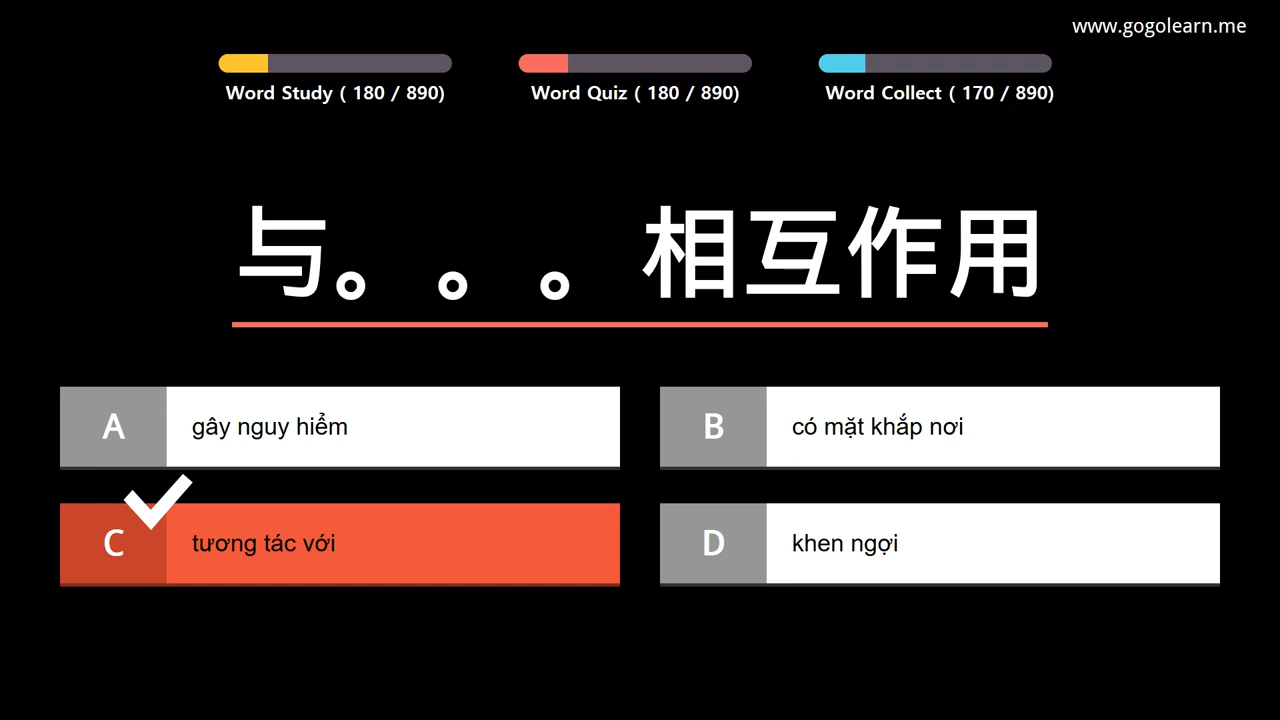 www.gogolearn.me
Word Study ( 180 / 890)
Word Quiz ( 180 / 890)
Word Collect ( 170 / 890)
与。。。相互作用
A
gây nguy hiểm
B
có mặt khắp nơi
C
tương tác với
D
khen ngợi